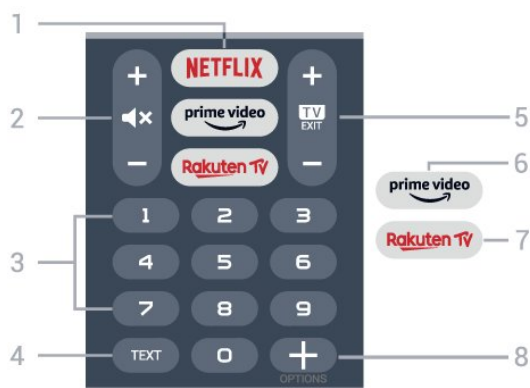 1
+ NETFLIX +
2 prime video TV EXIT 5
- Rakuten TV -
6
prime video
1 2 3
Rakuten TV 7
3 4 5 6
7 8 9
4 TEXT 0 + 8
OPTIONS